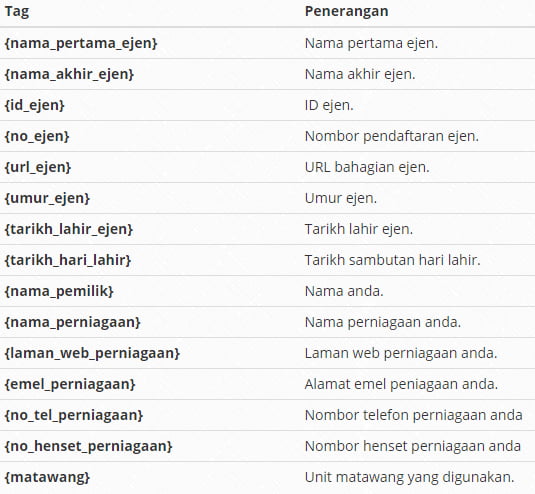 Tag Penerangan
{nama_pertama_ejen} Nama pertama ejen.
{nama_akhir_ejen} Nama akhir ejen.
{id_ejen} ID ejen.
{no_ejen} Nombor pendaftaran ejen.
{url_ejen} URL bahagian ejen.
{umur_ejen} Umur ejen.
{tarikh_lahir_ejen} Tarikh lahir ejen.
{tarikh_hari_lahir} Tarikh sambutan hari lahir.
{nama_pemilik} Nama anda.
{nama_perniagaan} Nama perniagaan anda.
{laman_web_perniagaan} Laman web perniagaan anda.
{emel_perniagaan} Alamat emel peniagaan anda.
{no_tel_perniagaan} Nombor telefon perniagaan anda
{no_henset_perniagaan} Nombor henset perniagaan anda
{matawang} Unit matawang yang digunakan.